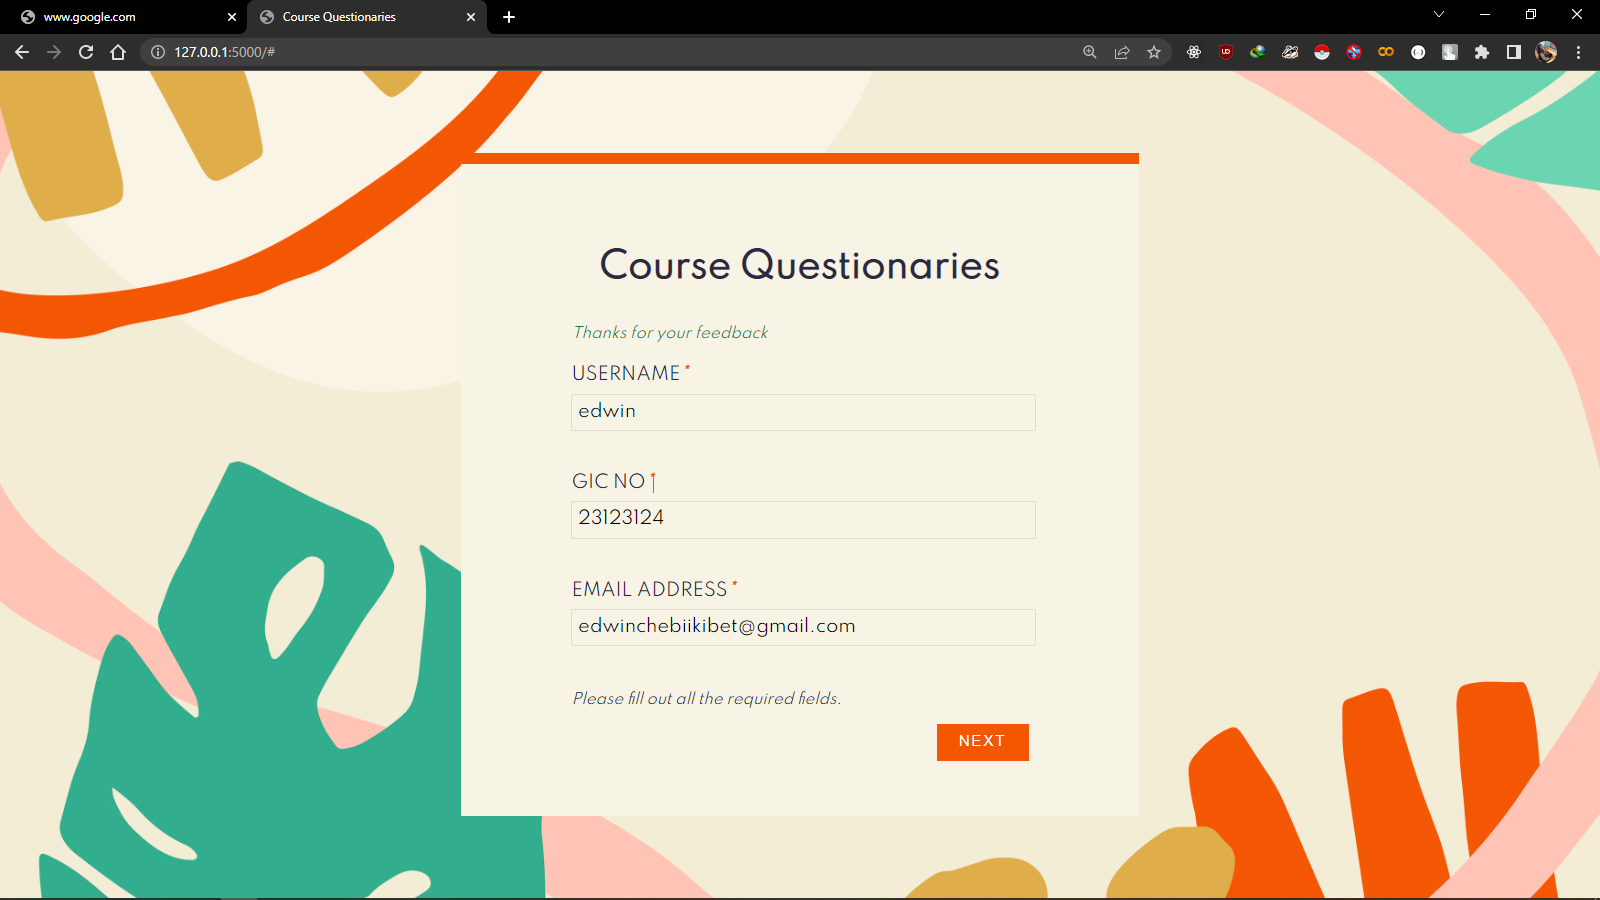 www.google.com
Course Questionaries
127.0.0.1:5000/#
Course Questionaries
Thanks for your feedback
USERNAME *
edwin
GIC NO *
23123124
EMAIL ADDRESS *
edwinchebiikibet@gmail.com
Please fill out all the required fields.
NEXT